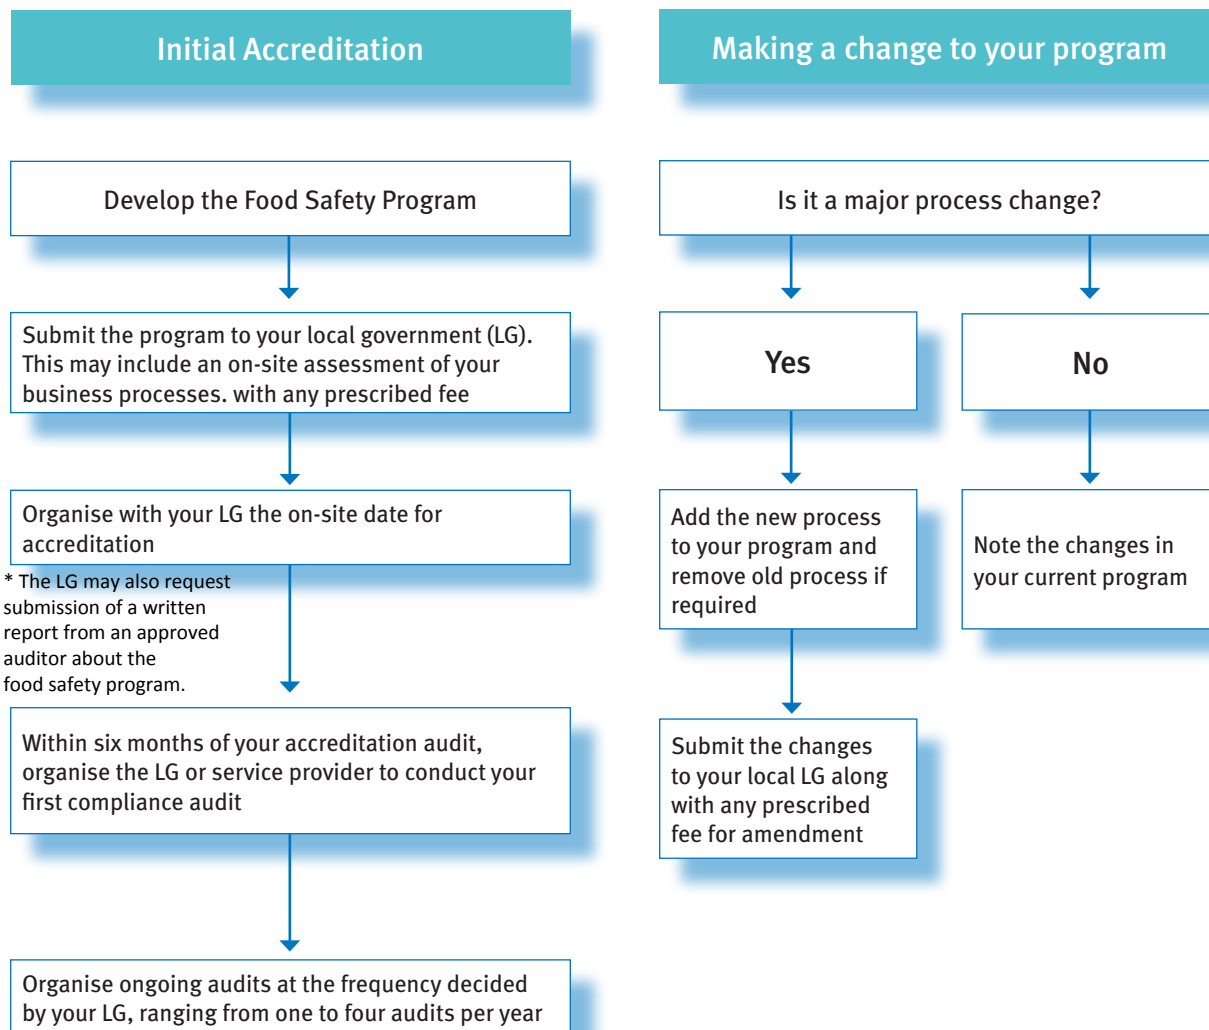 Initial Accreditation
Develop the Food Safety Program
Submit the program to your local government (LG).
This may include an on-site assessment of your
business processes. with any prescribed fee
Organise with your LG the on-site date for
accreditation
* The LG may also request
submission of a written
report from an approved
auditor about the
food safety program.
Within six months of your accreditation audit,
organise the LG or service provider to conduct your
first compliance audit
Organise ongoing audits at the frequency decided
by your LG, ranging from one to four audits per year
Making a change to your program
Is it a major process change?
Yes
No
Add the new process
to your program and
remove old process if
required
Note the changes in
your current program
Submit the changes
to your local LG along
with any prescribed
fee for amendment